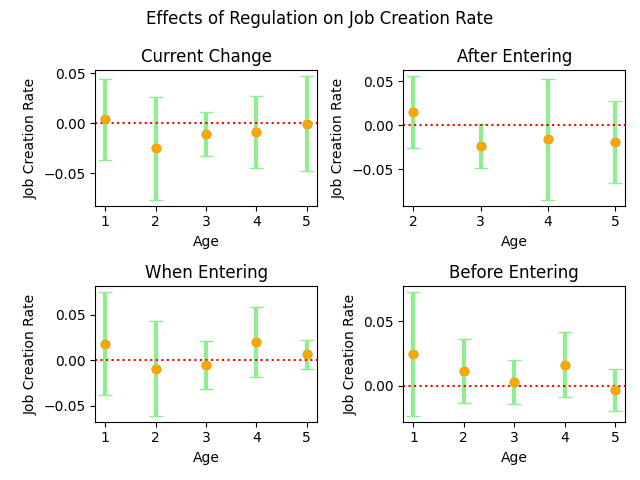 Effects of Regulation on Job Creation Rate
Current Change
Job Creation Rate
0.05
0.00
−0.05
1 2 3 4 5
Age
After Entering
Job Creation Rate
0.05
0.00
−0.05
2 3 4 5
Age
When Entering
Job Creation Rate
0.05
0.00
−0.05
1 2 3 4 5
Age
Before Entering
Job Creation Rate
0.05
0.00
1 2 3 4 5
Age